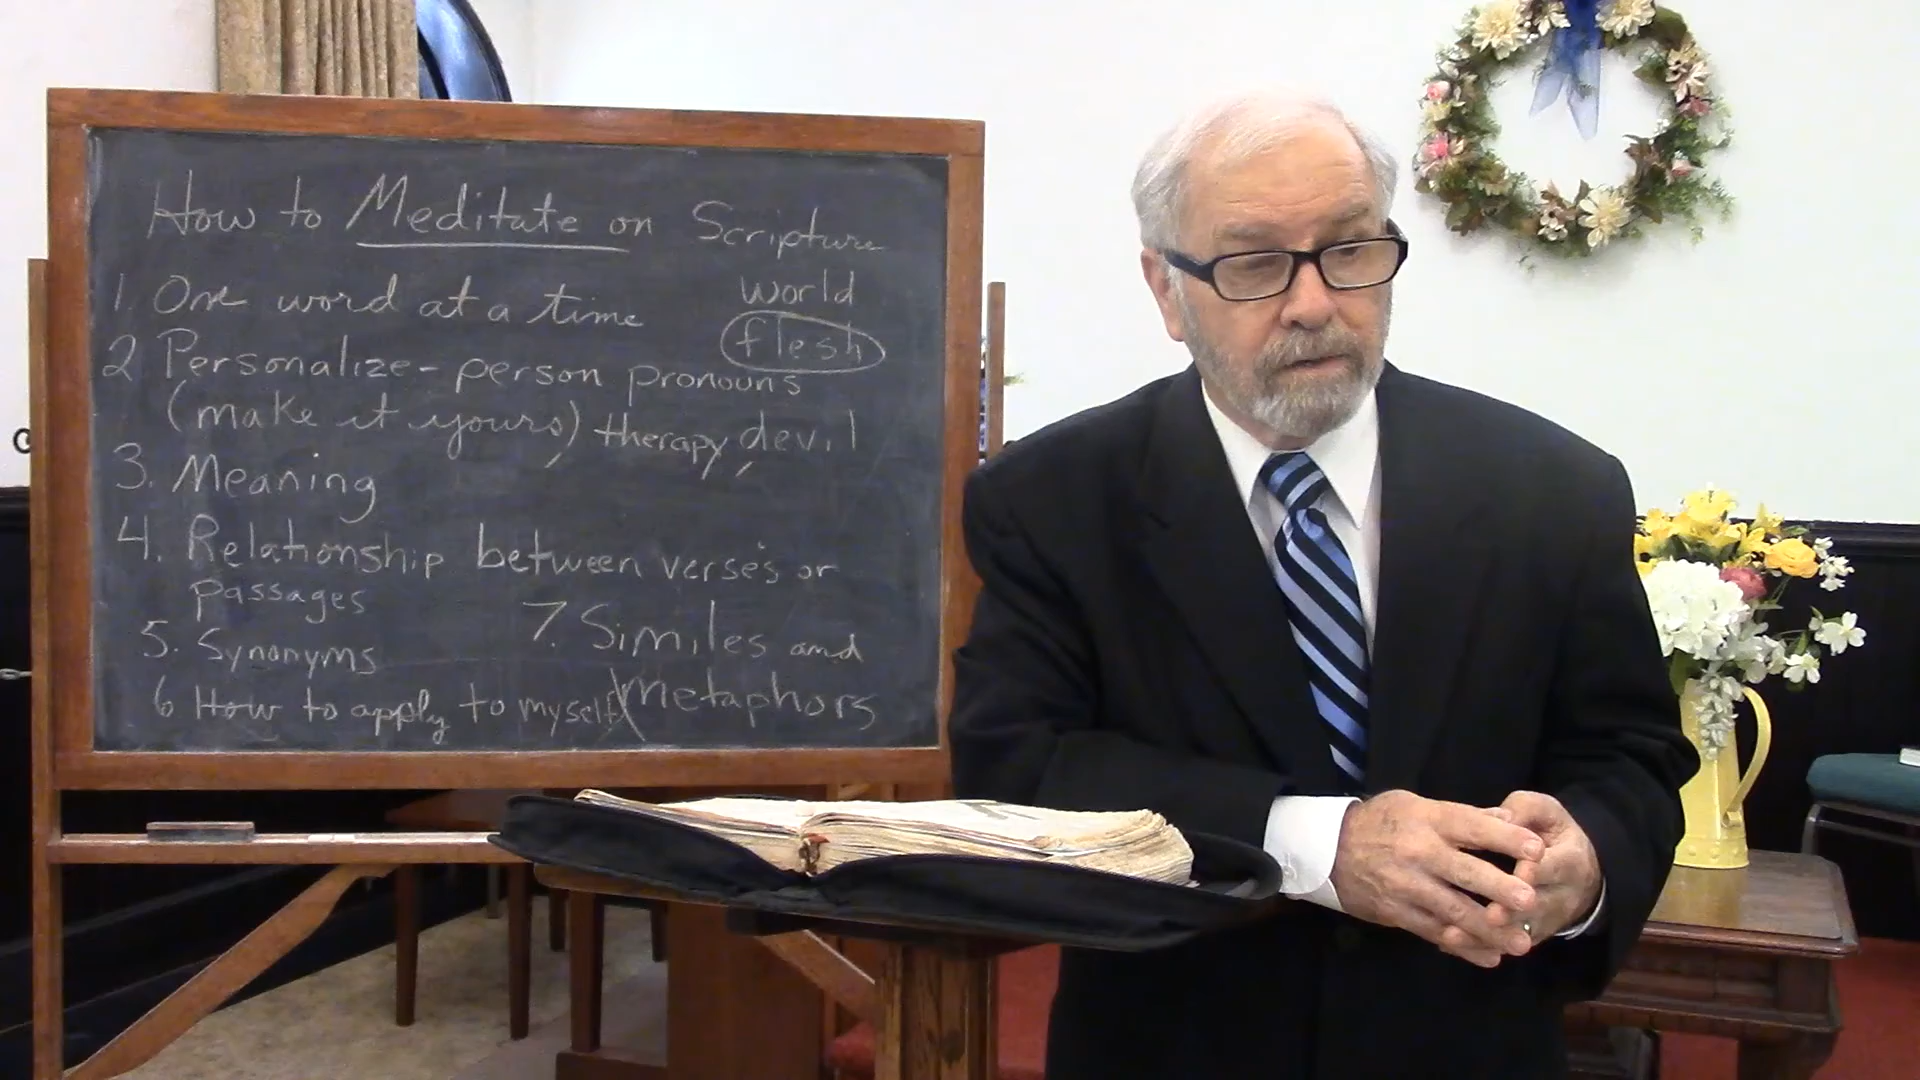 How to Meditate on Scripture
1. One word at a time
world
flesh
2 Personalize - person pronouns
(make it yours) therapy devil
3. Meaning
4. Relationship between verses or
passages
5. Synonyms
6 How to apply to myself
7. Similes and
Metaphors